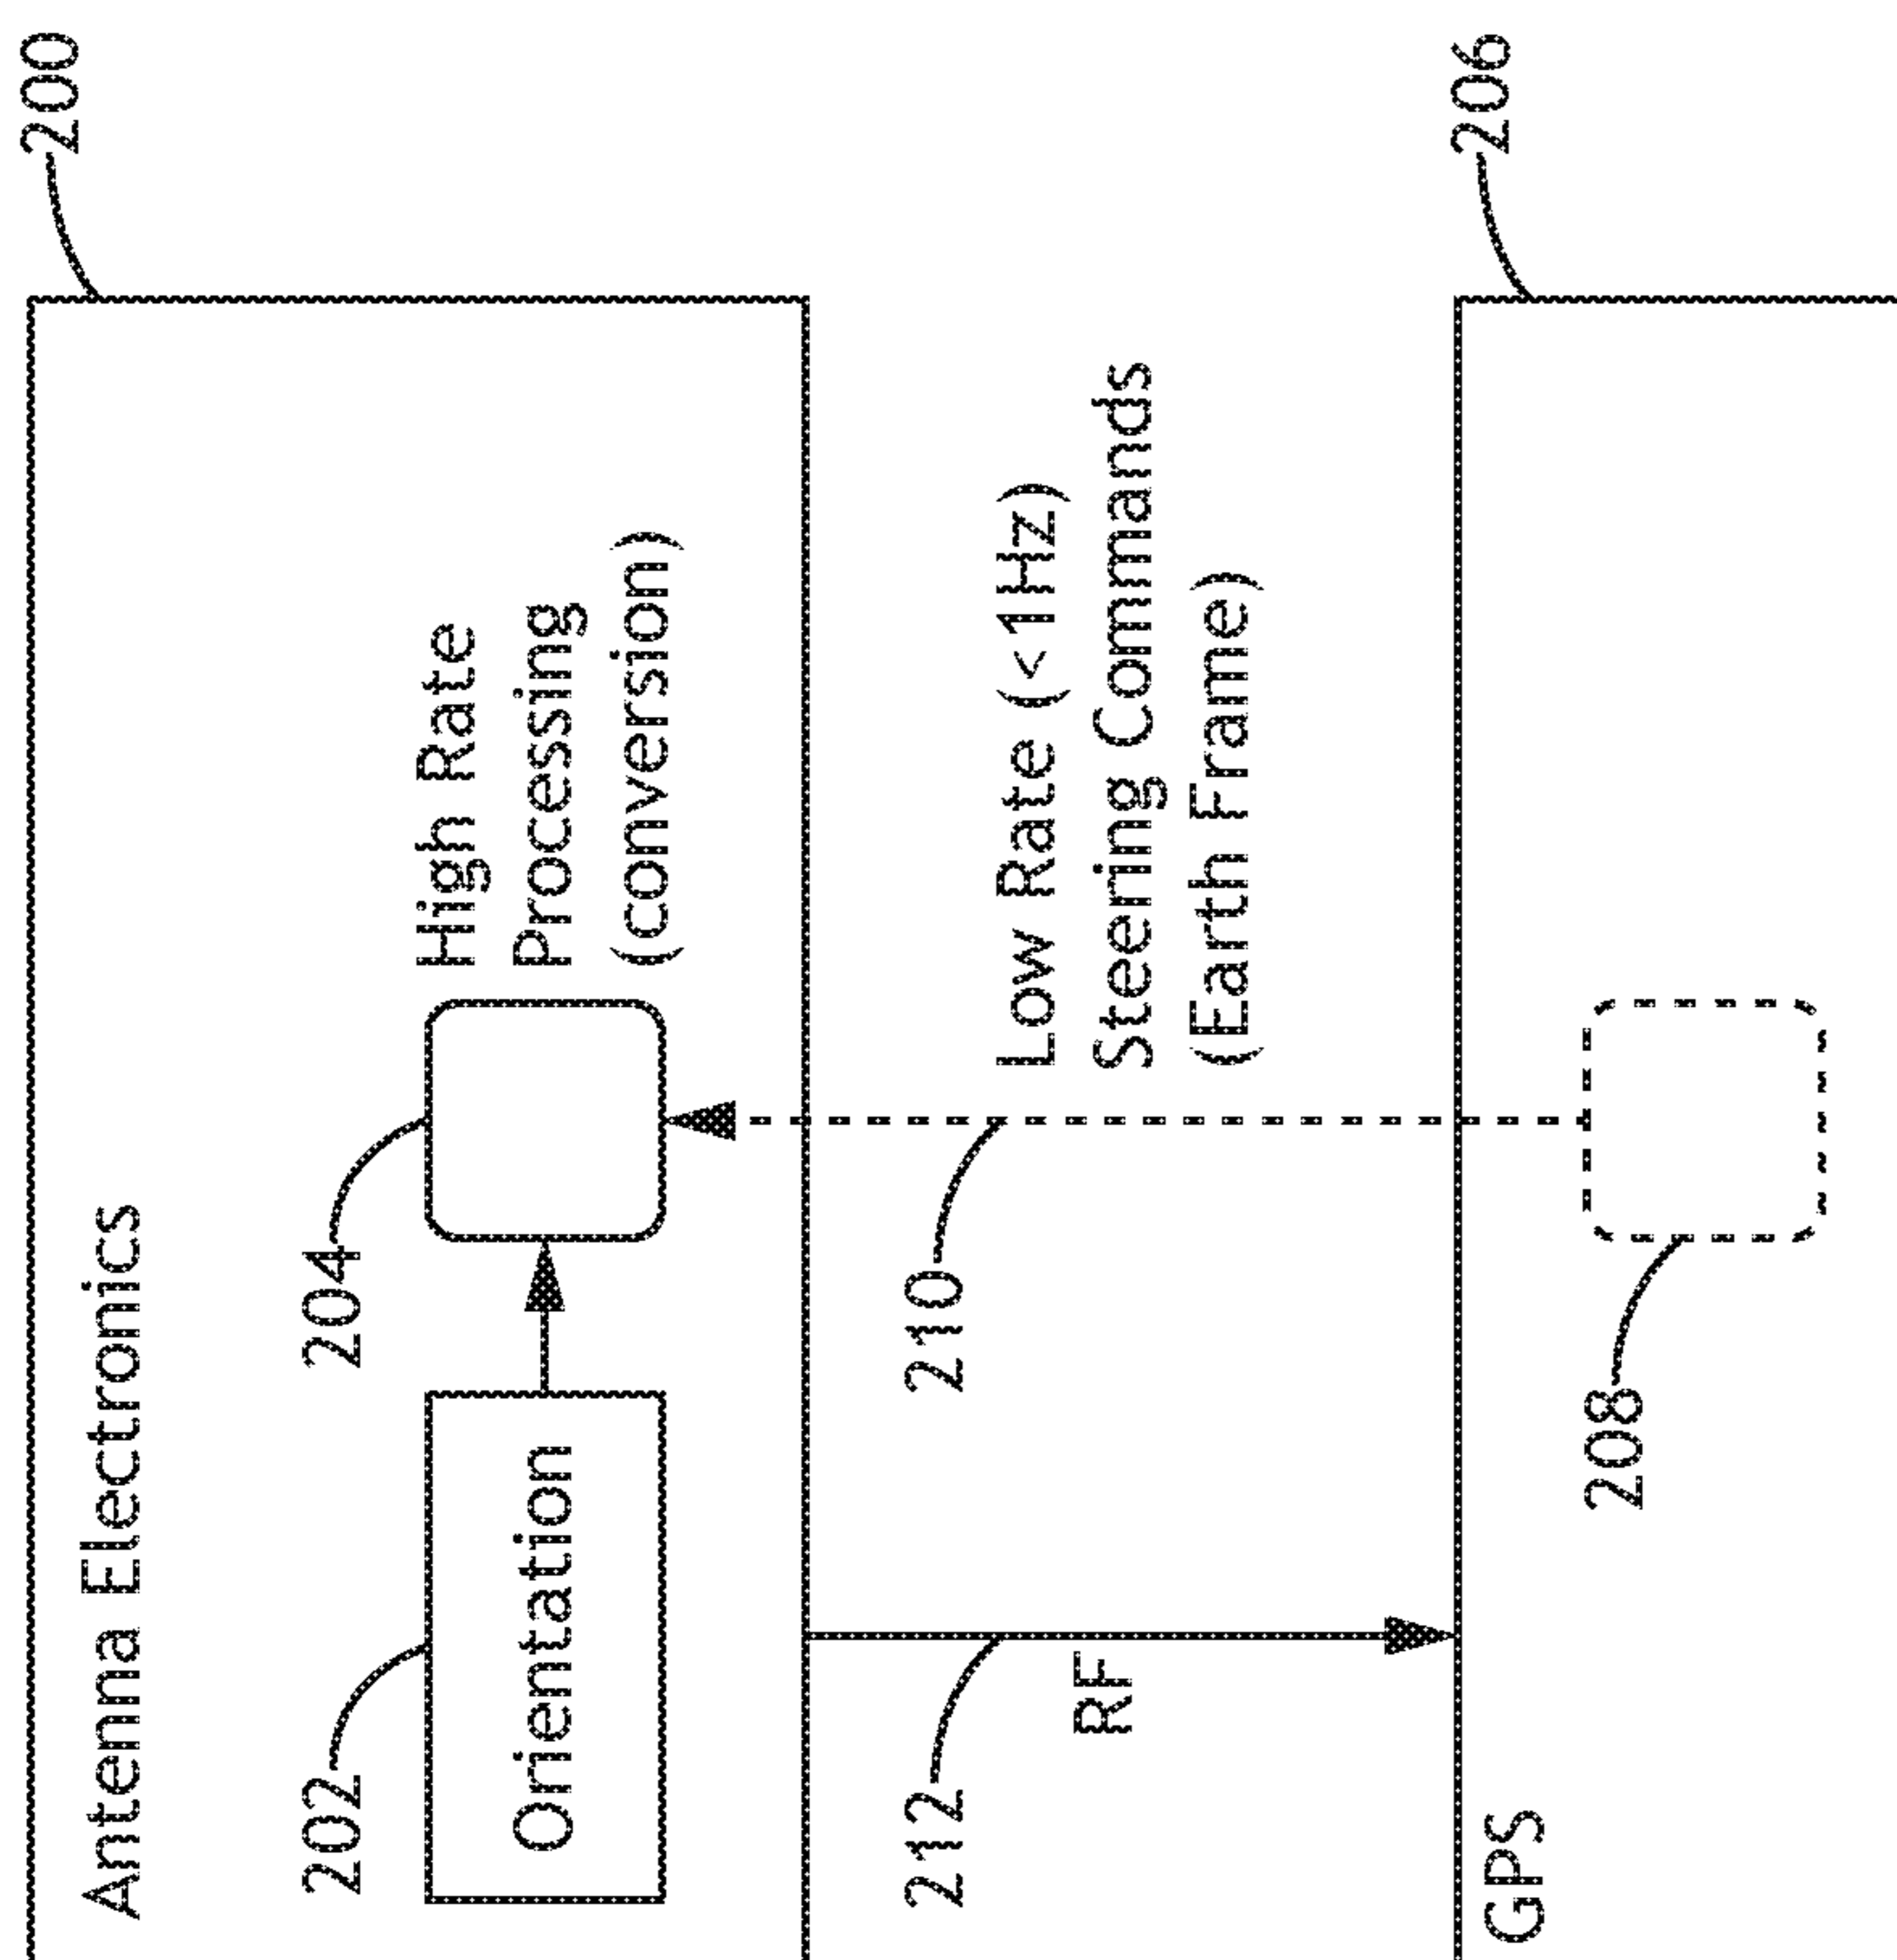 200
Antenna Electronics
202
Orientation
204
High Rate
Processing
(conversion)
212
RF
210
Low Rate (<1Hz)
Steering Commands
(Earth Frame)
206
GPS
208